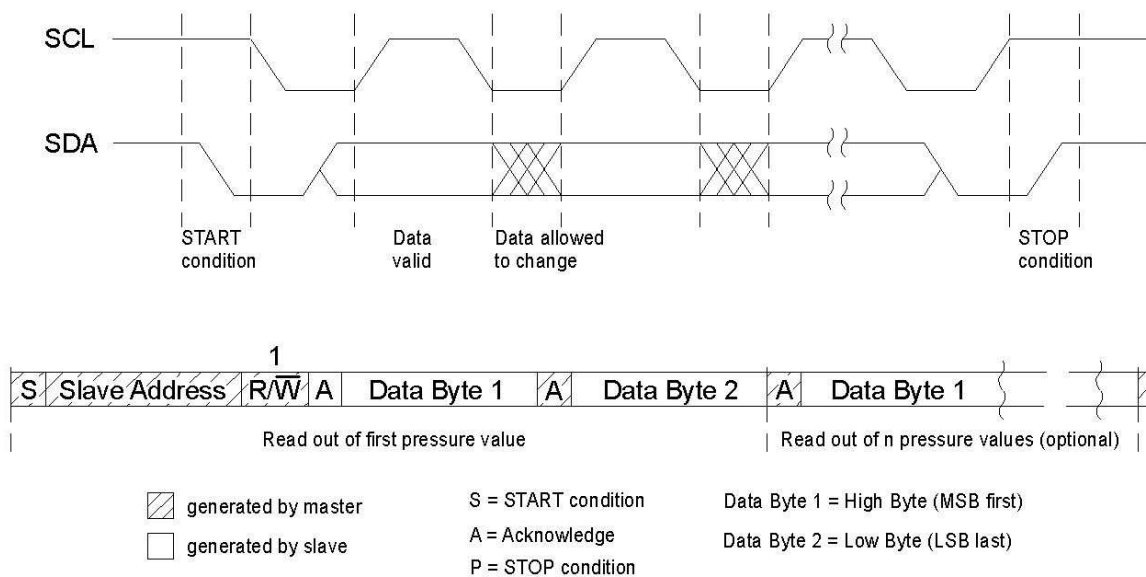 SCL
SDA
START condition
Data valid
Data allowed to change
STOP condition
1
S Slave Address R/W̅ A Data Byte 1 A Data Byte 2 A Data Byte 1
Read out of first pressure value
Read out of n pressure values (optional)
generated by master
generated by slave
S = START condition
A = Acknowledge
P = STOP condition
Data Byte 1 = High Byte (MSB first)
Data Byte 2 = Low Byte (LSB last)